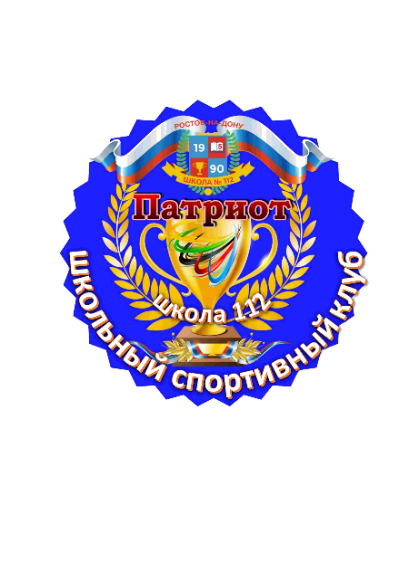 РОСТОВ-НА-ДОНУ
19
90
ШКОЛА № 112
Патриот
школа 112
школьный спортивный клуб